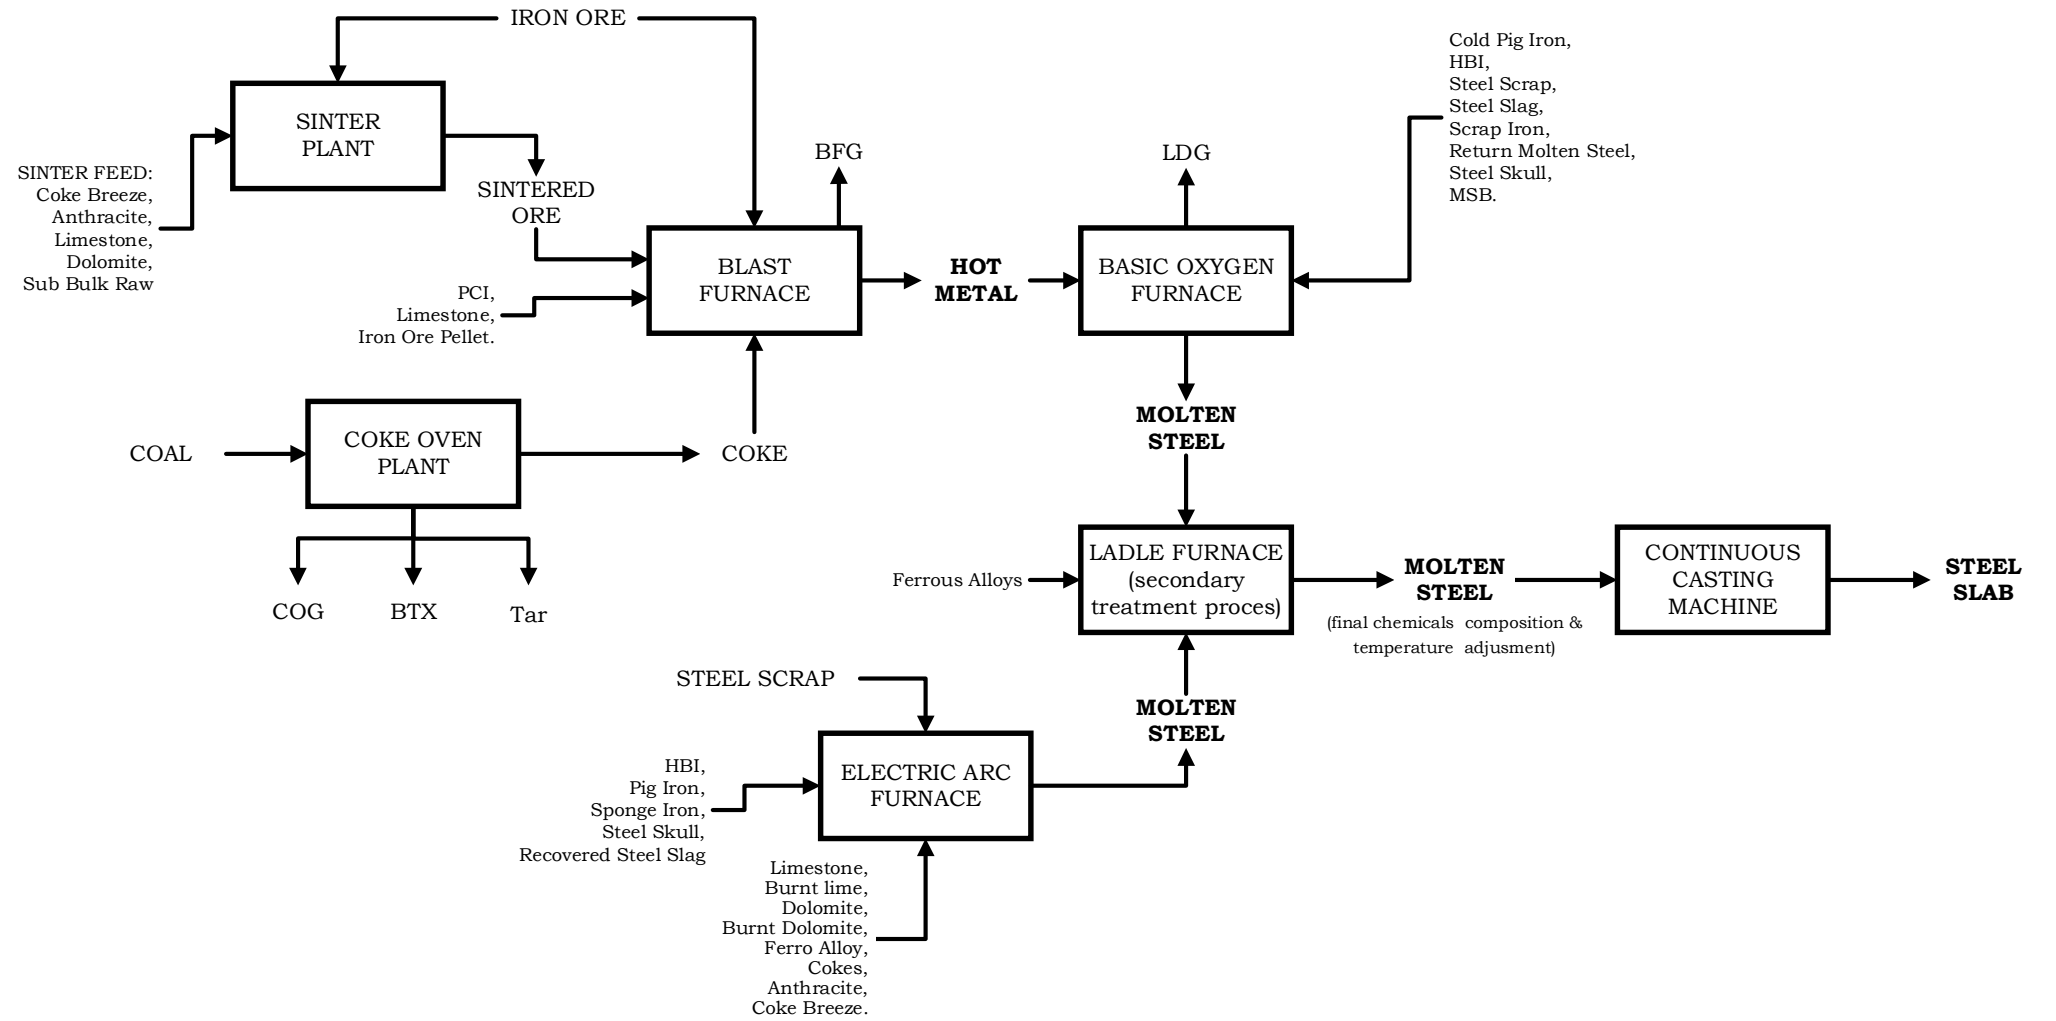 IRON ORE
SINTER
PLANT
SINTER FEED:
Coke Breeze,
Anthracite,
Limestone,
Dolomite,
Sub Bulk Raw
SINTERED
ORE
PCI,
Limestone,
Iron Ore Pellet.
BFG
BLAST
FURNACE
HOT
METAL
LDG
BASIC OXYGEN
FURNACE
Cold Pig Iron,
HBI,
Steel Scrap,
Steel Slag,
Scrap Iron,
Return Molten Steel,
Steel Skull,
MSB.
COAL
COKE OVEN
PLANT
COKE
COG
BTX
Tar
MOLTEN
STEEL
Ferrous Alloys
LADLE FURNACE
(secondary
treatment proces)
MOLTEN
STEEL
(final chemicals composition &
temperature adjusment)
CONTINUOUS
CASTING
MACHINE
STEEL
SLAB
STEEL SCRAP
MOLTEN
STEEL
HBI,
Pig Iron,
Sponge Iron,
Steel Skull,
Recovered Steel Slag
ELECTRIC ARC
FURNACE
Limestone,
Burnt lime,
Dolomite,
Burnt Dolomite,
Ferro Alloy,
Cokes,
Anthracite,
Coke Breeze.